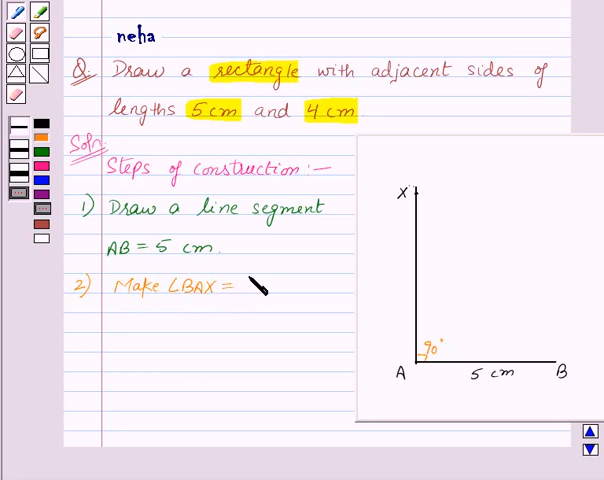 neha
Q. Draw a rectangle with adjacent sides of
lengths 5 cm and 4 cm
Soln:
Steps of construction :-
1) Draw a line segment
AB = 5 cm.
2) Make ∠BAX =
X
90°
A 5 cm B